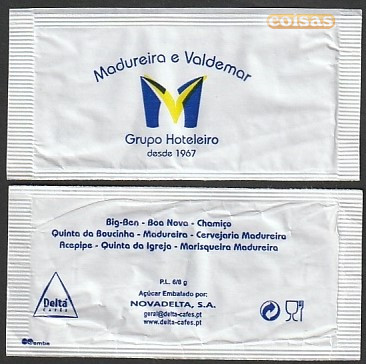 coisas
Madureira e Valdemar
Grupo Hoteleiro
desde 1967
Big-Ben - Boa Nova - Chamiço
Quinta da Boucinha - Madureira - Cervejaria Madureira
Acepipe - Quinta da Igreja - Marisqueira Madureira
P.L. 6/8 g
Açúcar Embalado por:
NOVADELTA, S.A.
geral@delta-cafes.pt
www.delta-cafes.pt
Delta
CAFÉS